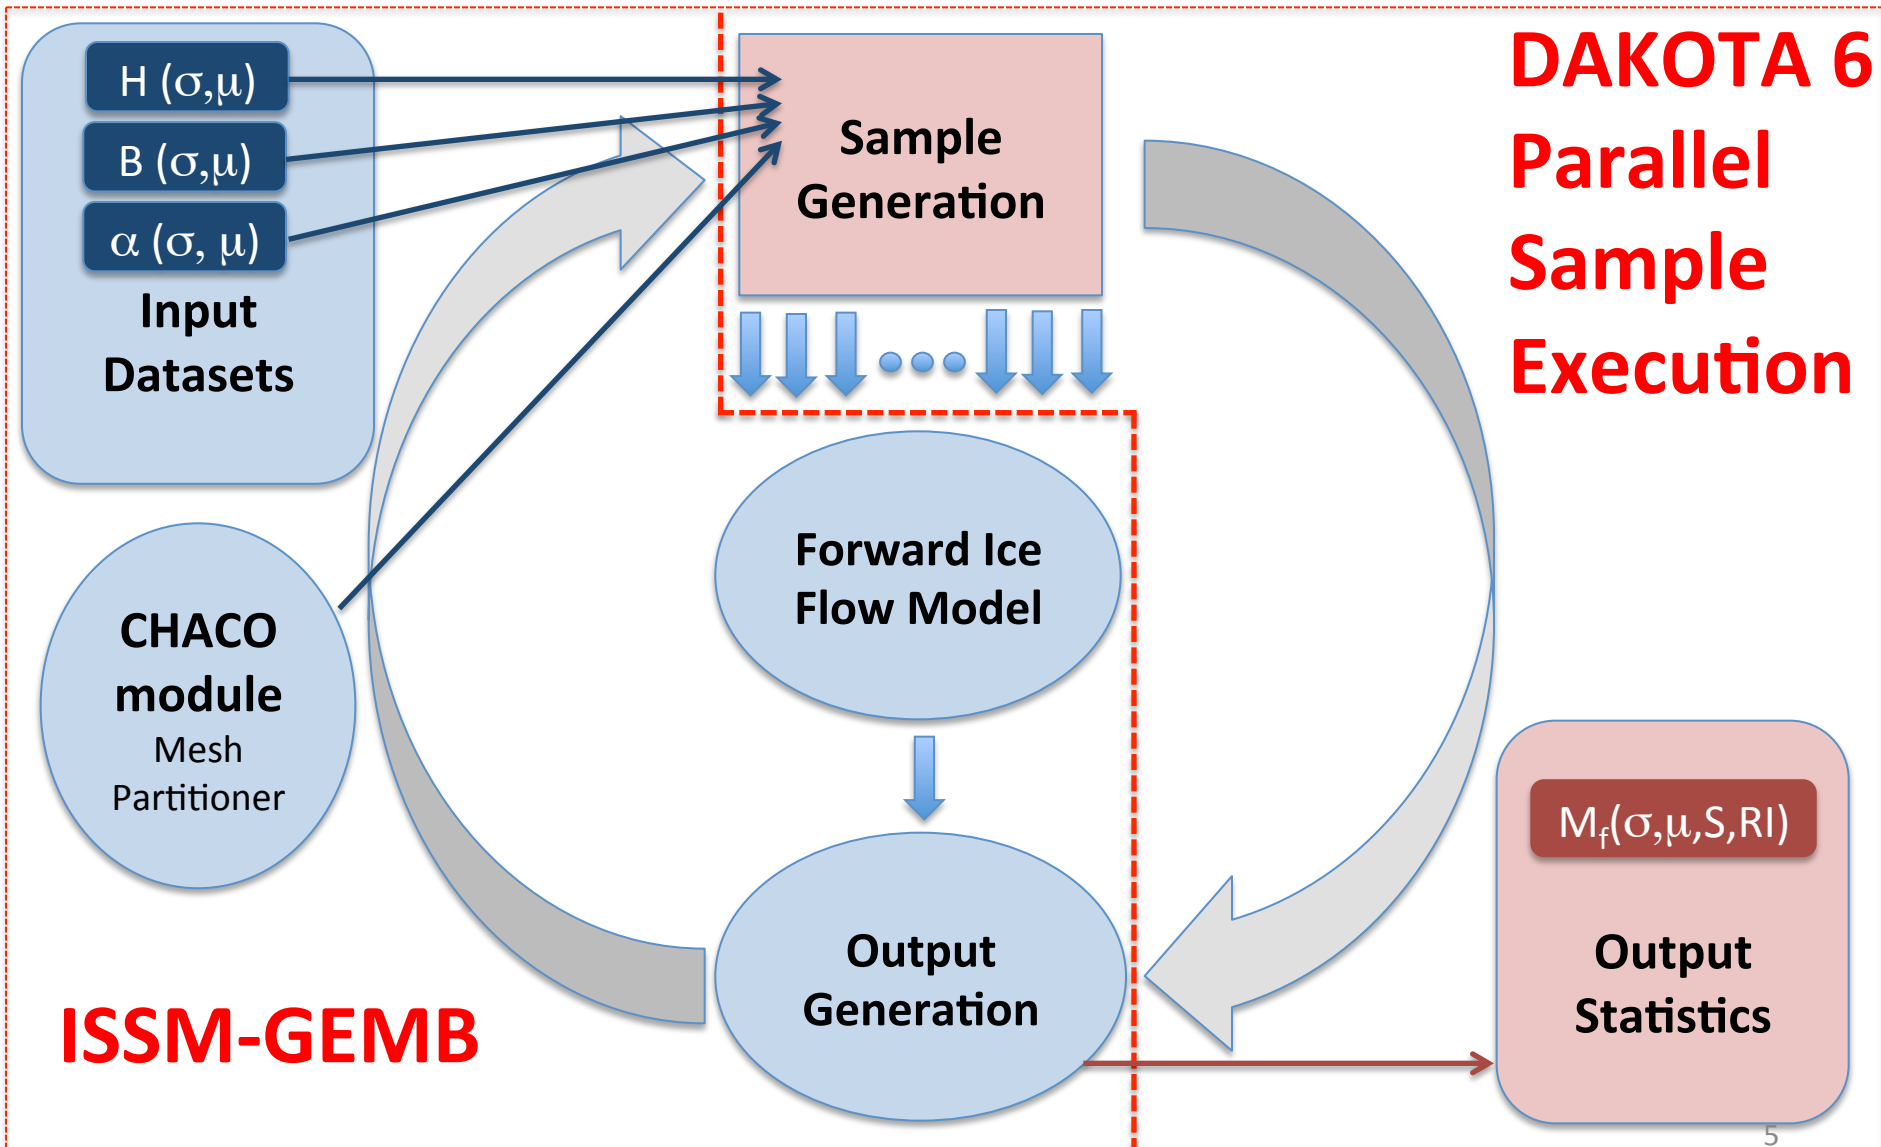 H (σ,μ)
B (σ,μ)
α (σ, μ)
Input
Datasets
Sample
Generation
DAKOTA 6
Parallel
Sample
Execution
CHACO
module
Mesh
Partitioner
Forward Ice
Flow Model
Output
Generation
M_f(σ,μ,S,RI)
Output
Statistics
ISSM-GEMB
5